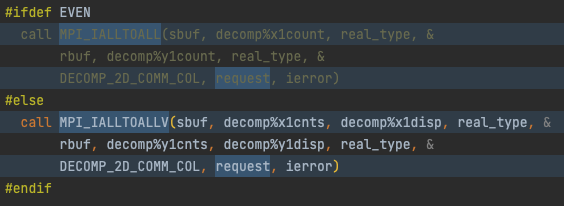 #ifdef EVEN
call MPI_IALLTOALL(sbuf, decomp%x1count, real_type, &
rbuf, decomp%y1count, real_type, &
DECOMP_2D_COMM_COL, request, ierror)
#else
call MPI_IALLTOALLV(sbuf, decomp%x1cnts, decomp%x1disp, real_type, &
rbuf, decomp%y1cnts, decomp%y1disp, real_type, &
DECOMP_2D_COMM_COL, request, ierror)
#endif